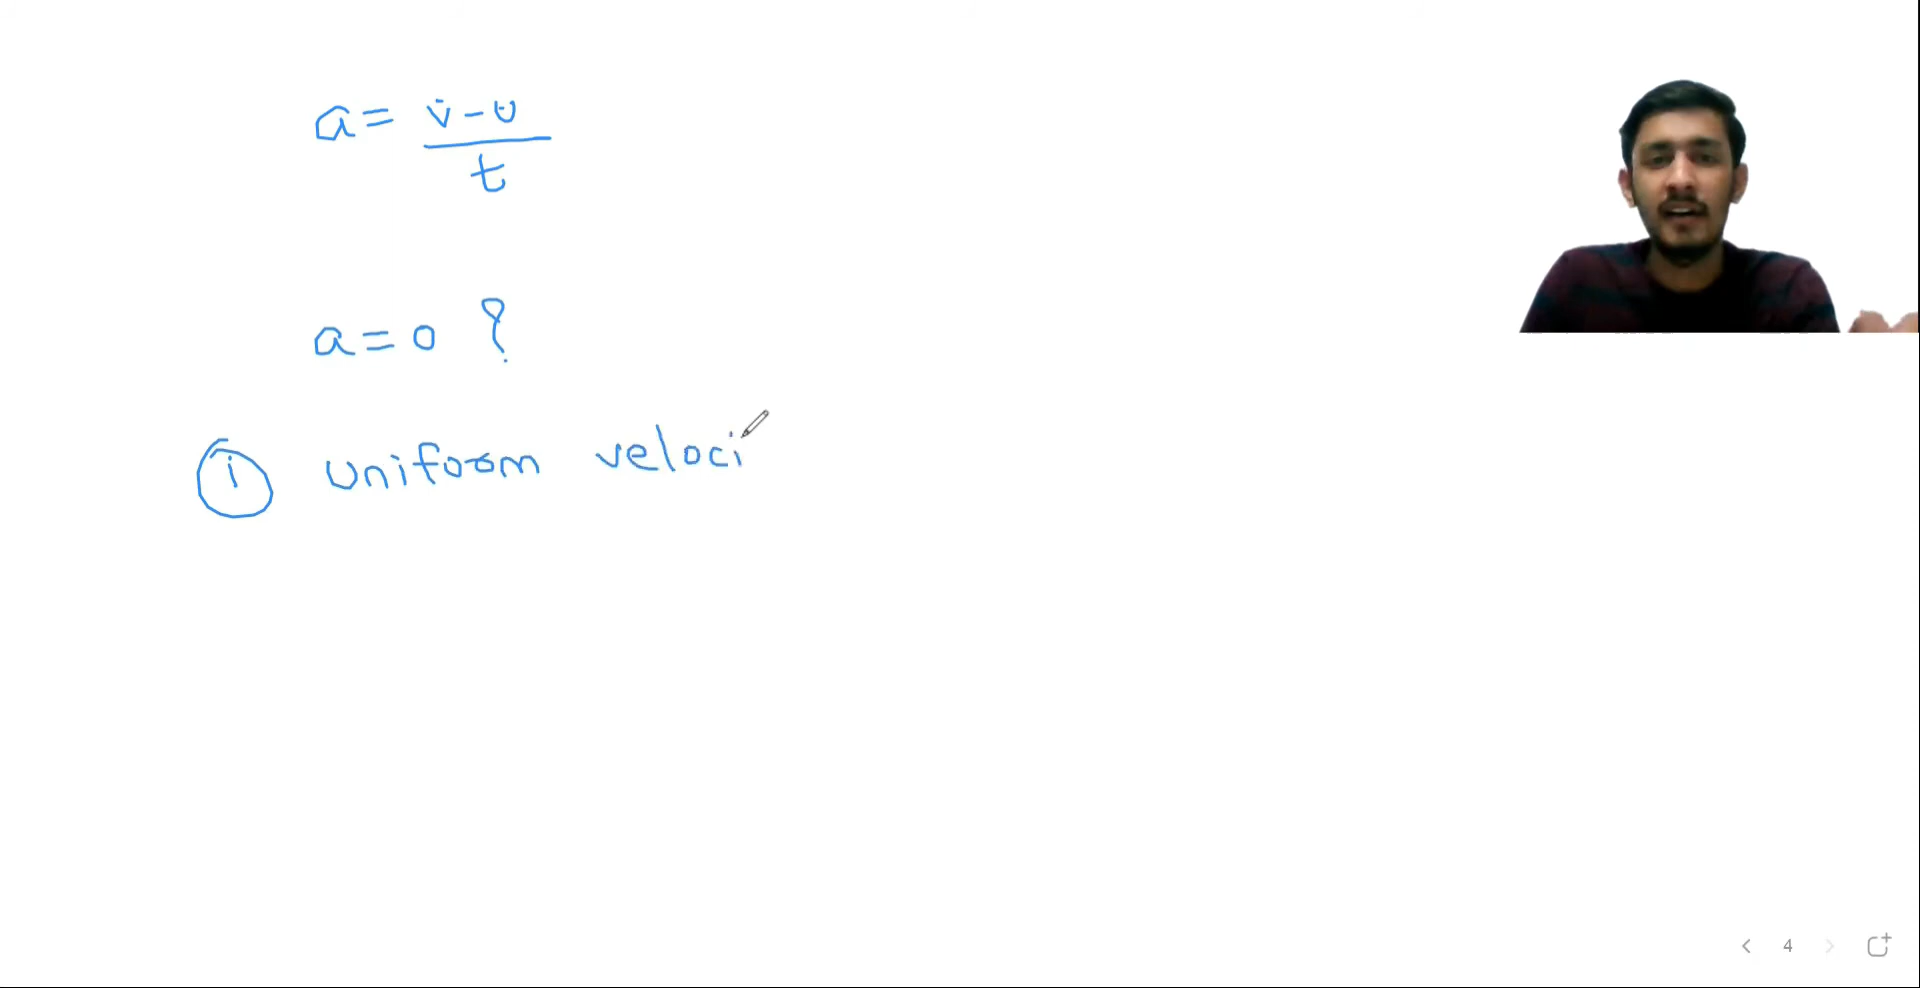 a = v - u
t
a = 0 ?
i uniform veloci
4